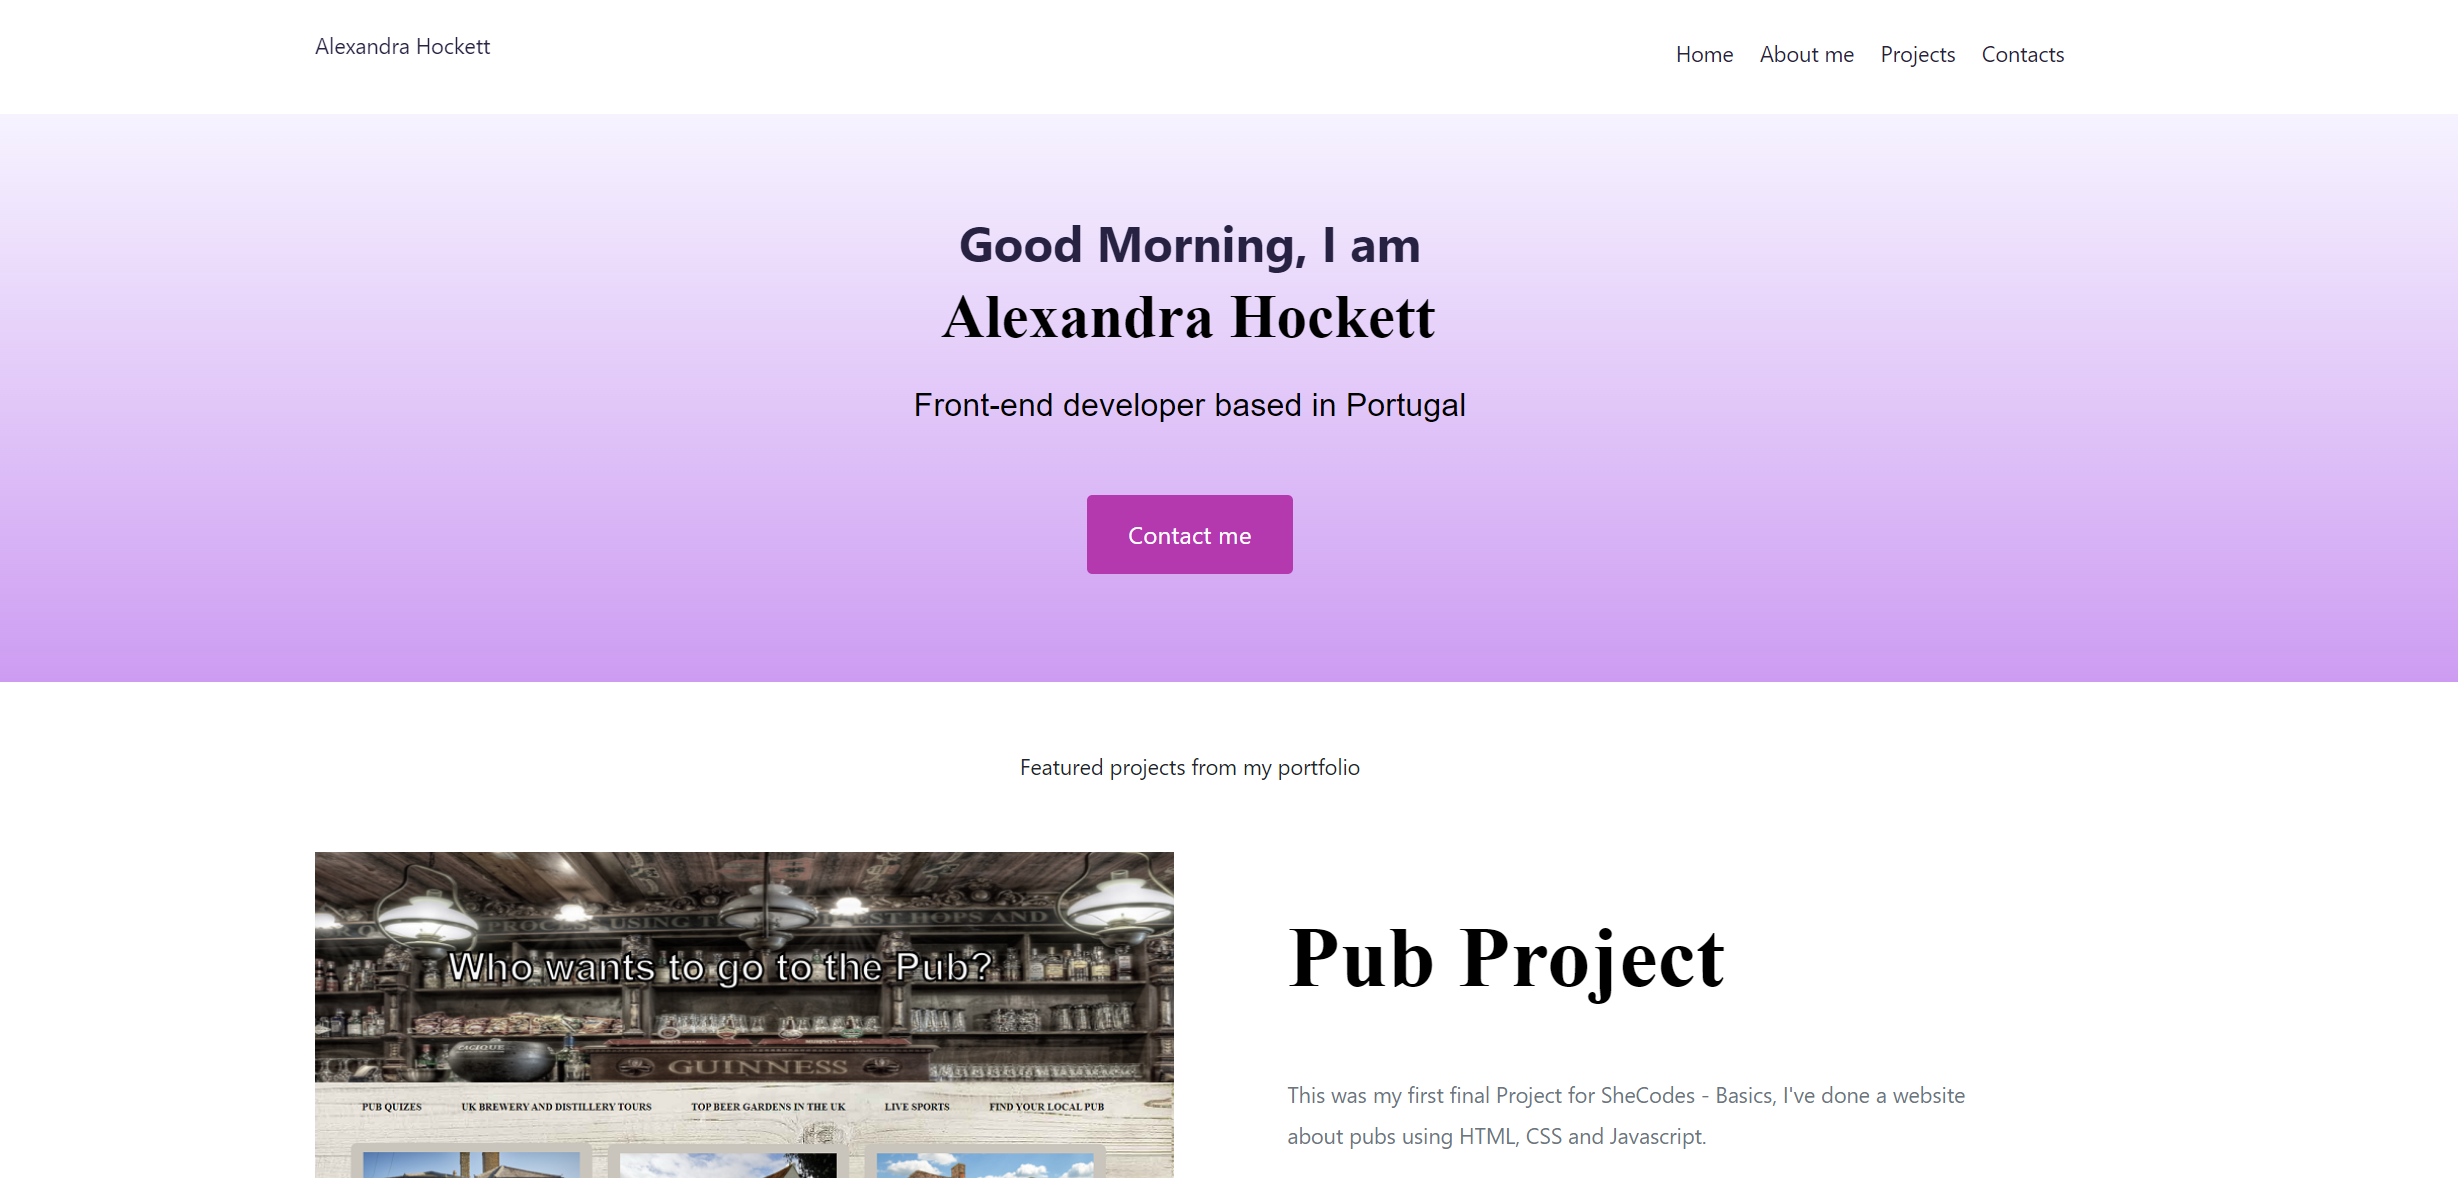 Alexandra Hockett
Home About me Projects Contacts
Good Morning, I am
Alexandra Hockett
Front-end developer based in Portugal
Contact me
Featured projects from my portfolio
Who wants to go to the Pub?
GUINNESS
PUB QUIZES UK BREWERY AND DISTILLERY TOURS TOP BEER GARDENS IN THE UK LIVE SPORTS FIND YOUR LOCAL PUB
Pub Project
This was my first final Project for SheCodes - Basics, I've done a website
about pubs using HTML, CSS and Javascript.